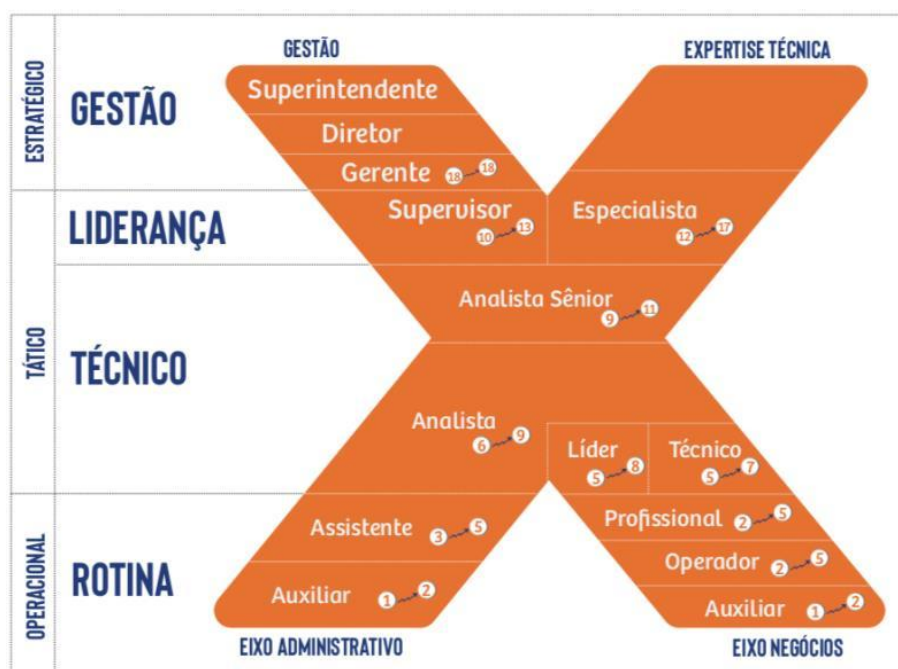 GESTÃO
EXPERTISE TÉCNICA
ESTRATÉGICO
GESTÃO
Superintendente
Diretor
Gerente 18 18
LIDERANÇA
Supervisor
10 13
Especialista
12 17
TÁTICO
TÉCNICO
Analista Sênior
9 11
Analista
6 9
Líder
5 8
Técnico
5 7
OPERACIONAL
ROTINA
Assistente 3 5
Profissional 2 5
Operador 2 5
Auxiliar 1 2
Auxiliar 1 2
EIXO ADMINISTRATIVO
EIXO NEGÓCIOS